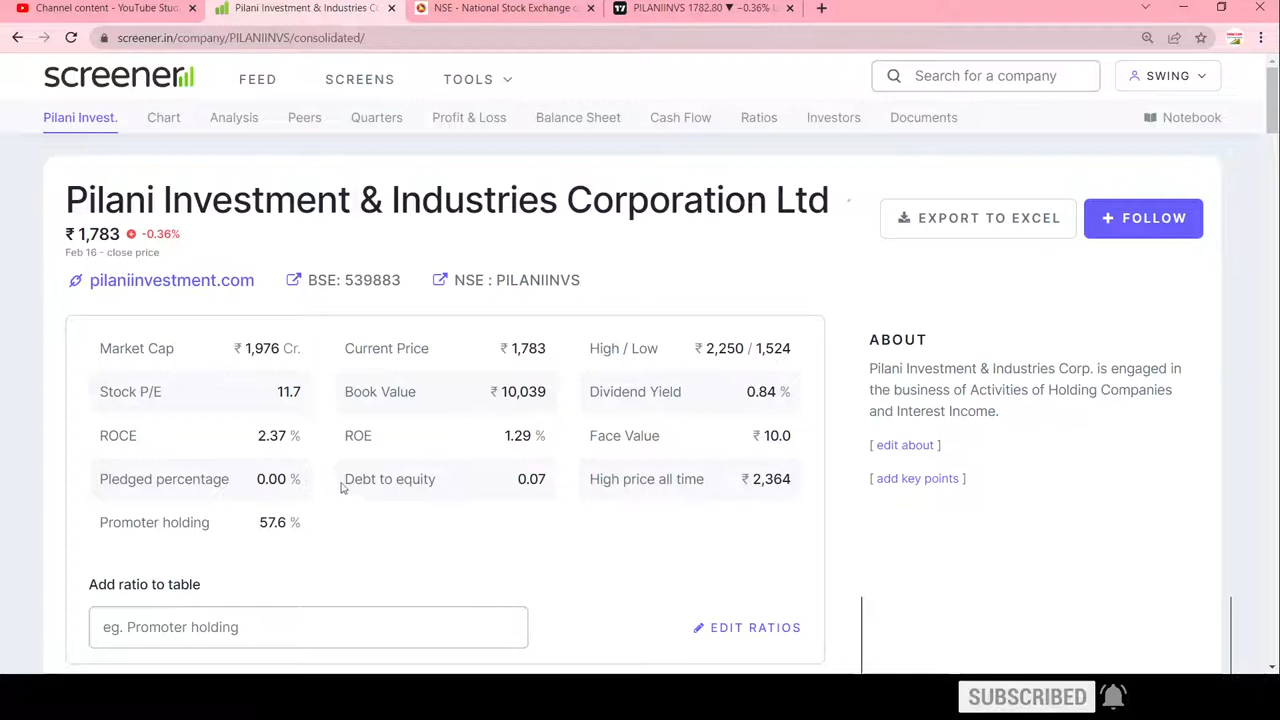 Channel content - YouTube Stud
Pilani Investment & Industries Co
NSE - National Stock Exchange o
PILANIINVS 1782.80 ▼ −0.36% U
screener.in/company/PILANIINVS/consolidated/
screener
FEED
SCREENS
TOOLS
Search for a company
SWING
Pilani Invest.
Chart
Analysis
Peers
Quarters
Profit & Loss
Balance Sheet
Cash Flow
Ratios
Investors
Documents
Notebook
Pilani Investment & Industries Corporation Ltd
EXPORT TO EXCEL
+ FOLLOW
₹ 1,783 -0.36%
Feb 16 - close price
pilaniinvestment.com
BSE: 539883
NSE : PILANIINVS
Market Cap ₹ 1,976 Cr.
Current Price ₹ 1,783
High / Low ₹ 2,250 / 1,524
Stock P/E 11.7
Book Value ₹ 10,039
Dividend Yield 0.84 %
ROCE 2.37 %
ROE 1.29 %
Face Value ₹ 10.0
Pledged percentage 0.00 %
Debt to equity 0.07
High price all time ₹ 2,364
Promoter holding 57.6 %
Add ratio to table
eg. Promoter holding
EDIT RATIOS
ABOUT
Pilani Investment & Industries Corp. is engaged in
the business of Activities of Holding Companies
and Interest Income.
[ edit about ]
[ add key points ]
SUBSCRIBED